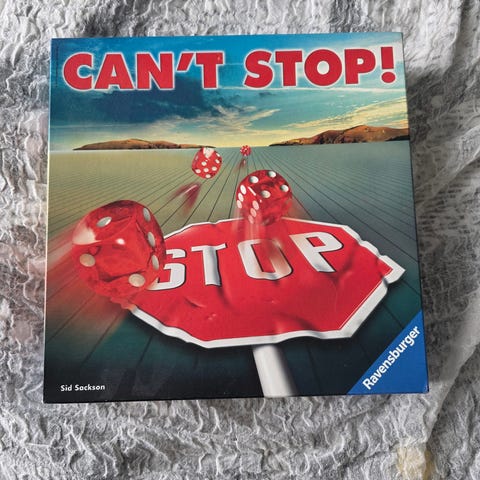 CAN'T STOP!
STOP
Sid Sackson
Ravensburger